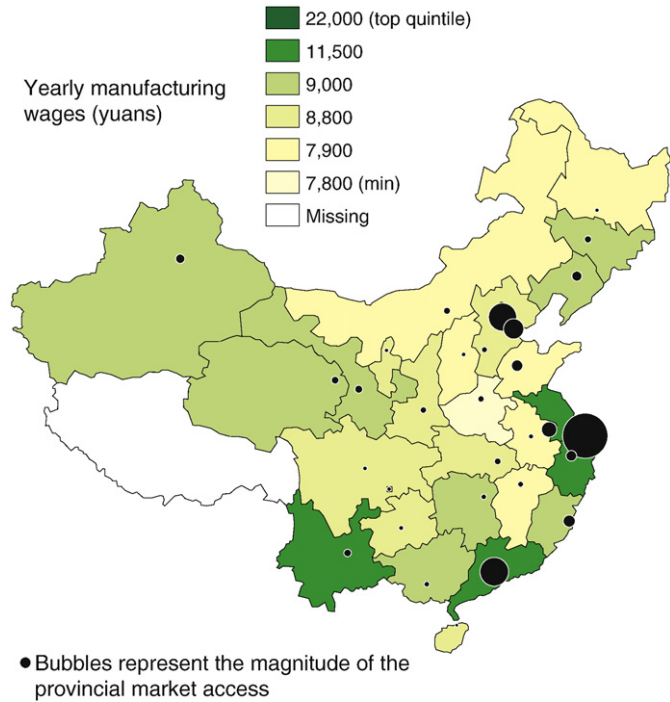 22,000 (top quintile)
11,500
Yearly manufacturing
wages (yuans)
9,000
8,800
7,900
7,800 (min)
Missing
Bubbles represent the magnitude of the
provincial market access